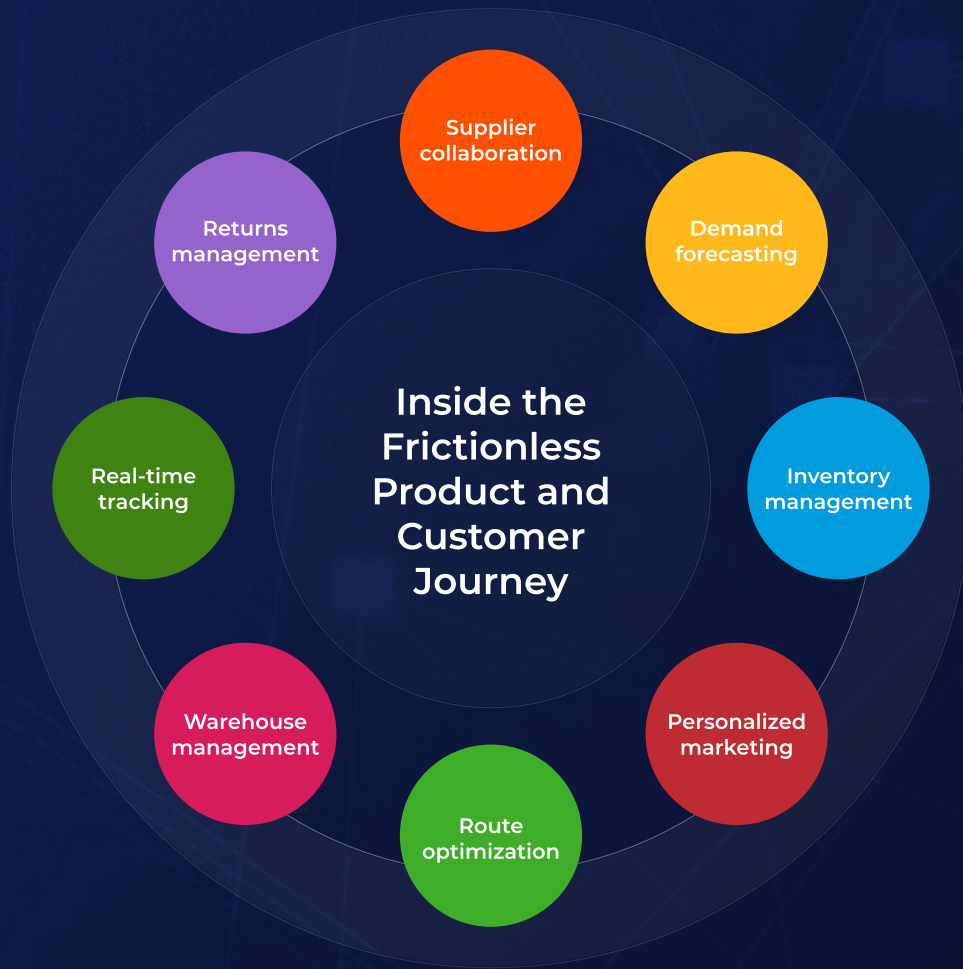 Supplier
collaboration
Demand
forecasting
Inventory
management
Personalized
marketing
Route
optimization
Warehouse
management
Real-time
tracking
Returns
management
Inside the
Frictionless
Product and
Customer
Journey